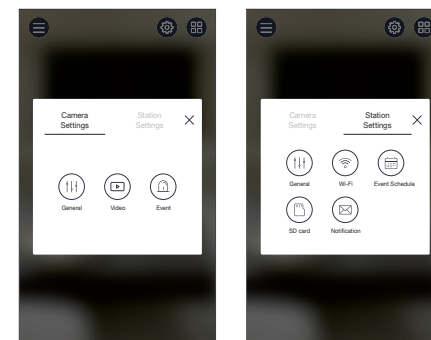 Camera
Settings
Station
Settings
General
Video
Event
Camera
Settings
Station
Settings
General
Wi-Fi
Event Schedule
SD card
Notification